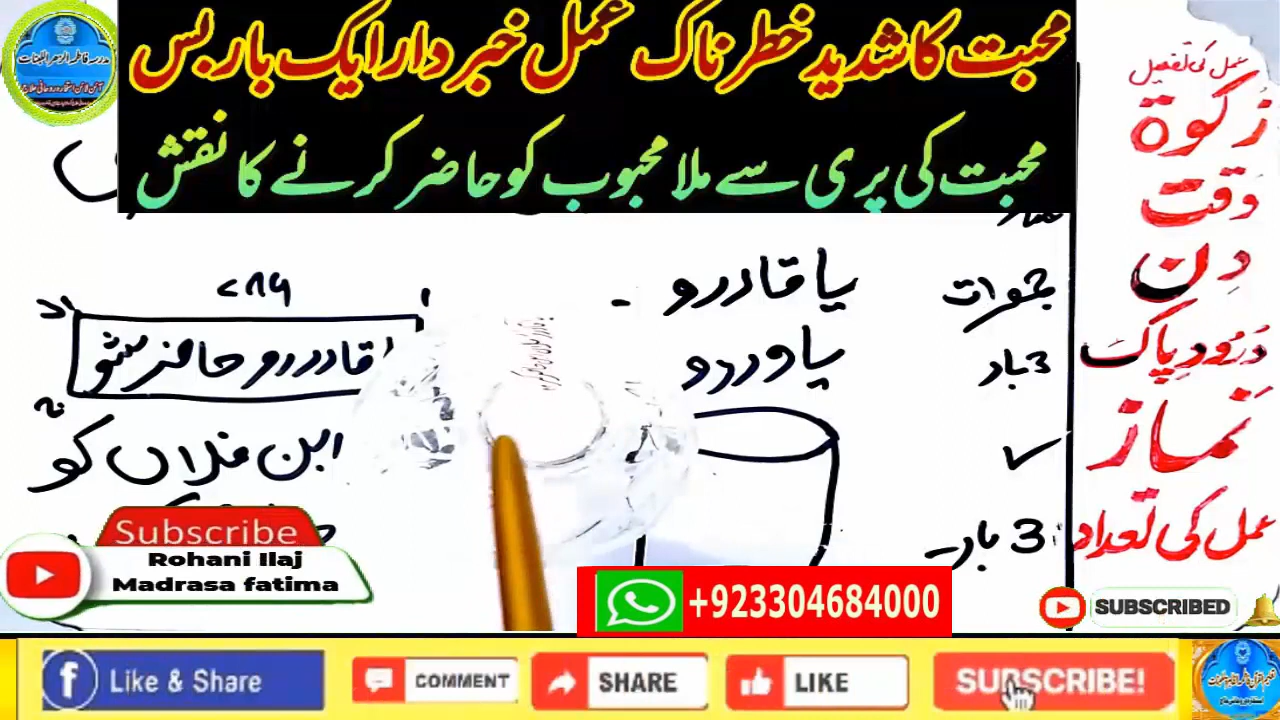 محبت کا شدید خطرناک عمل خبردار ایک بار بس
محبت کی پری سے ملا محبوب کو حاضر کرنے کا نقش
عمل کی تفصیل
زکوۃ
وقت
دن
جمعرات
درود پاک
3 بار
نماز
✓
عمل کی تعداد
3 بار
یا قادرو
یا وردو
۷۸۶
قادررو حاضر شو
ابن فلاں کو
Subscribe
Rohani Ilaj
Madrasa fatima
+923304684000
SUBSCRIBED
Like & Share
COMMENT
SHARE
LIKE
SUBSCRIBE!